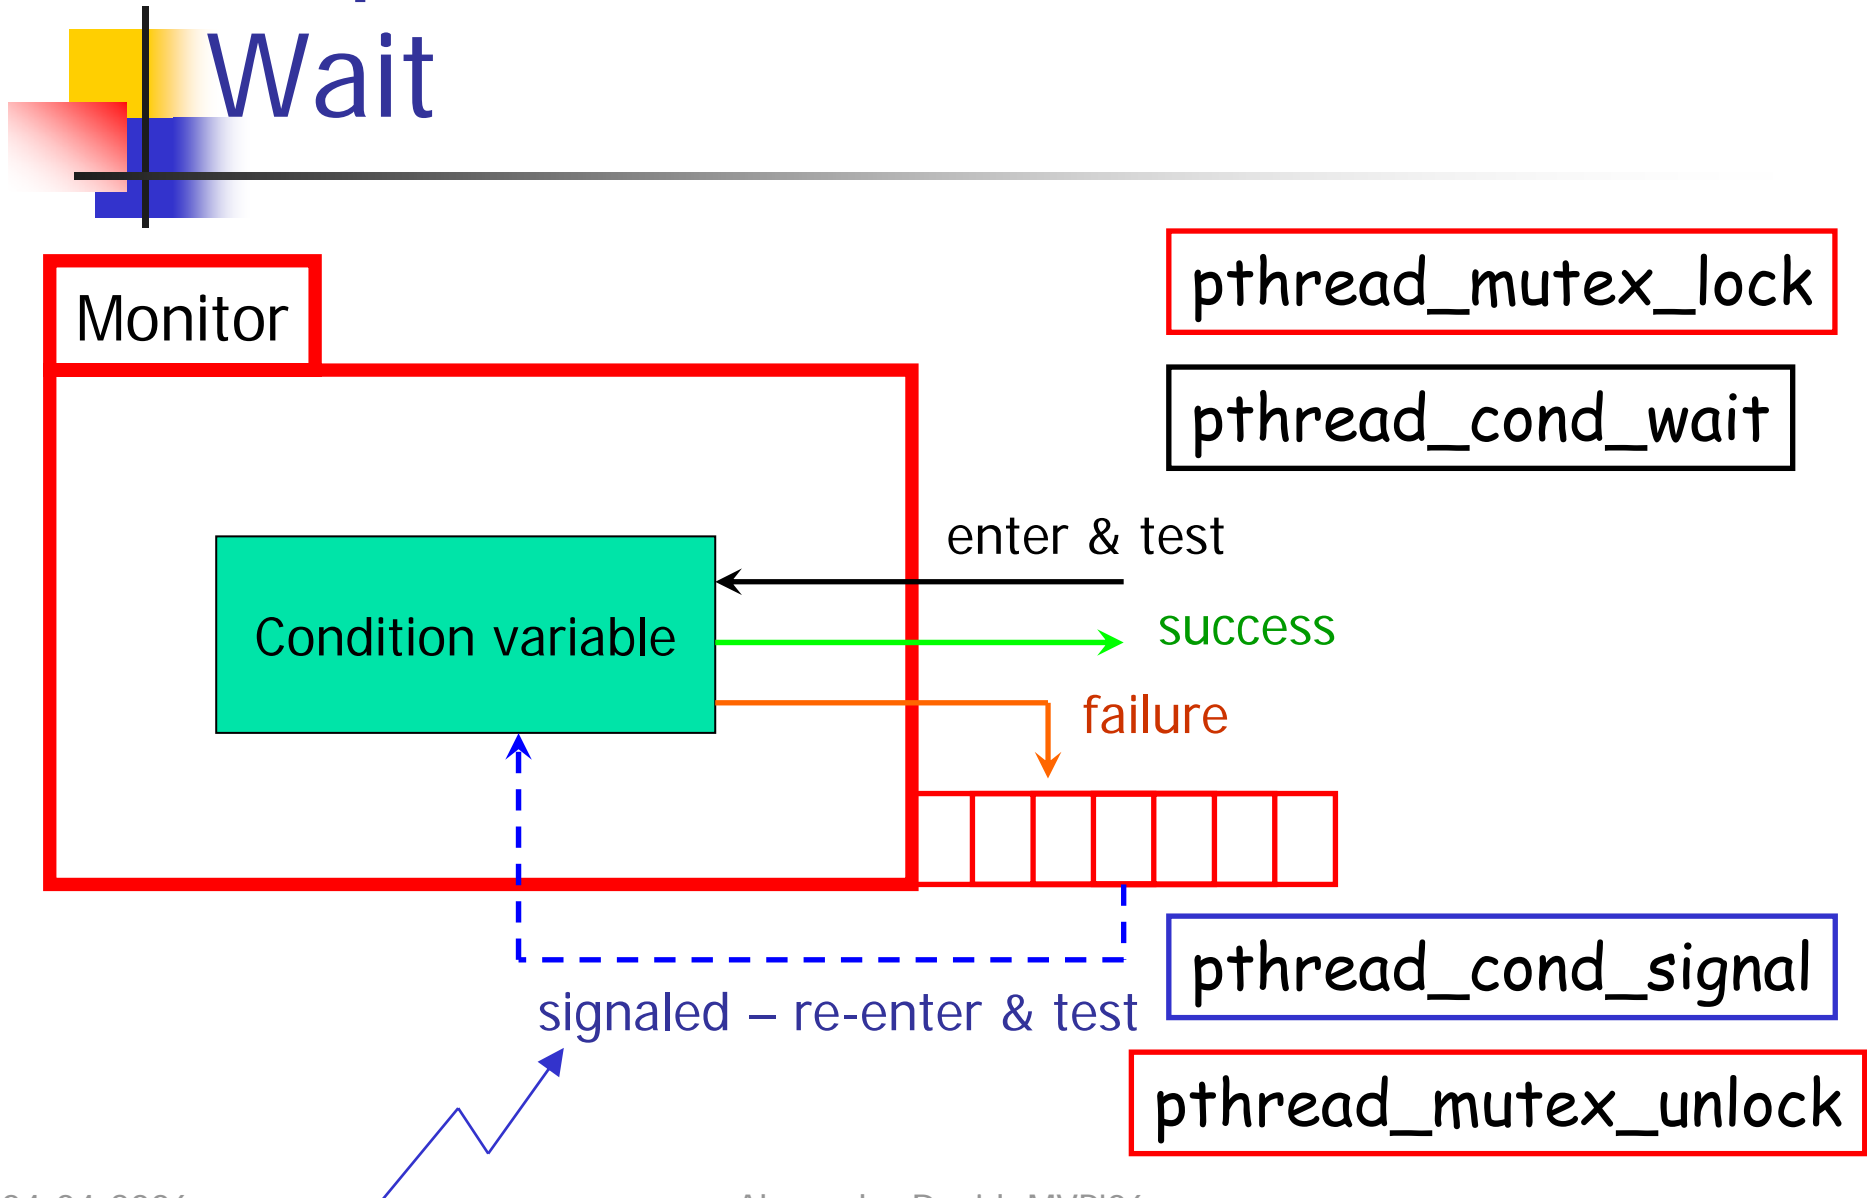 Wait
pthread_mutex_lock
Monitor
pthread_cond_wait
enter & test
success
Condition variable
failure
pthread_cond_signal
signaled – re-enter & test
pthread_mutex_unlock